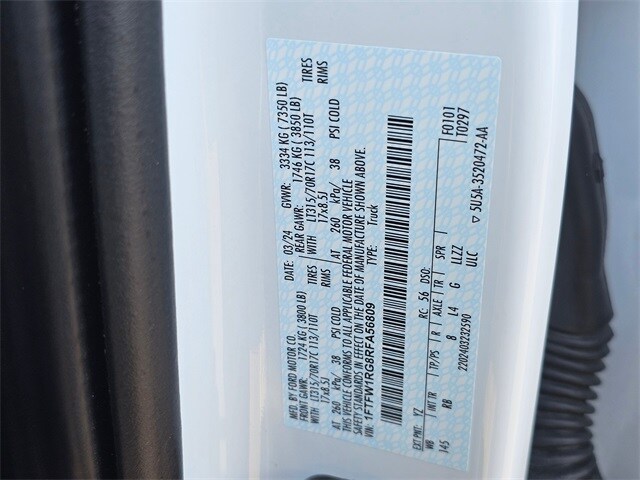 MFD. BY FORD MOTOR CO.
DATE: 03/24 GVWR: 3334 KG ( 7350 LB)
FRONT GAWR: 1724 KG ( 3800 LB) REAR GAWR: 1746 KG ( 3850 LB)
LT315/70R17C 113/110T TIRES WITH LT315/70R17C 113/110T TIRES
17x8.5J RIMS 17x8.5J RIMS
AT 260 kPa/ 38 PSI COLD AT 260 kPa/ 38 PSI COLD
THIS VEHICLE CONFORMS TO ALL APPLICABLE FEDERAL MOTOR VEHICLE
SAFETY STANDARDS IN EFFECT ON THE DATE OF MANUFACTURE SHOWN ABOVE.
VIN: 1FTFW1RG8RFA56809 TYPE: Truck
EXT PNT: YZ RC: 56 DSO: F0101
WB INT TR TP/PS R AXLE TR SPR T0297
145 RB 8 L4 G LLZZ
ULC
2202403232590 5U5A-3520472-AA